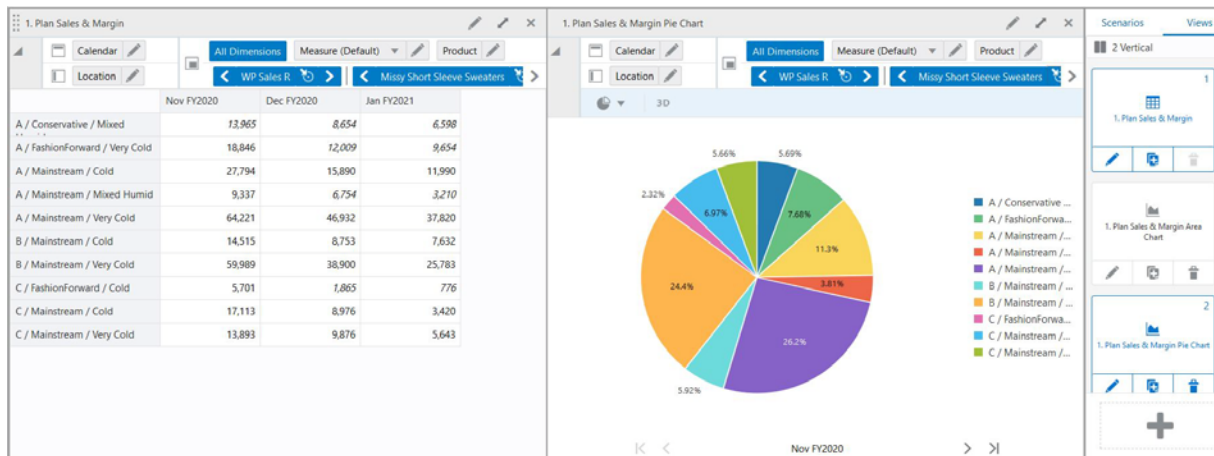 1. Plan Sales & Margin
Calendar
Location
All Dimensions Measure (Default) Product
WP Sales R Missy Short Sleeve Sweaters
Nov FY2020 Dec FY2020 Jan FY2021
A / Conservative / Mixed 13,965 8,654 6,598
A / FashionForward / Very Cold 18,846 12,009 9,654
A / Mainstream / Cold 27,794 15,890 11,990
A / Mainstream / Mixed Humid 9,337 6,754 3,210
A / Mainstream / Very Cold 64,221 46,932 37,820
B / Mainstream / Cold 14,515 8,753 7,632
B / Mainstream / Very Cold 59,989 38,900 25,783
C / FashionForward / Cold 5,701 1,865 776
C / Mainstream / Cold 17,113 8,976 3,420
C / Mainstream / Very Cold 13,893 9,876 5,643
1. Plan Sales & Margin Pie Chart
Calendar
Location
All Dimensions Measure (Default) Product
WP Sales R Missy Short Sleeve Sweaters
3D
5.66% 5.69%
2.32% 6.97% 7.68%
11.3%
24.4% 3.81%
26.2%
5.92%
A / Conservative ...
A / FashionForwa...
A / Mainstream /...
A / Mainstream /...
A / Mainstream /...
B / Mainstream / ...
B / Mainstream / ...
C / FashionForwa...
C / Mainstream /...
C / Mainstream /...
Nov FY2020
Scenarios Views
2 Vertical
1
1. Plan Sales & Margin
1. Plan Sales & Margin Area
Chart
2
1. Plan Sales & Margin Pie Chart